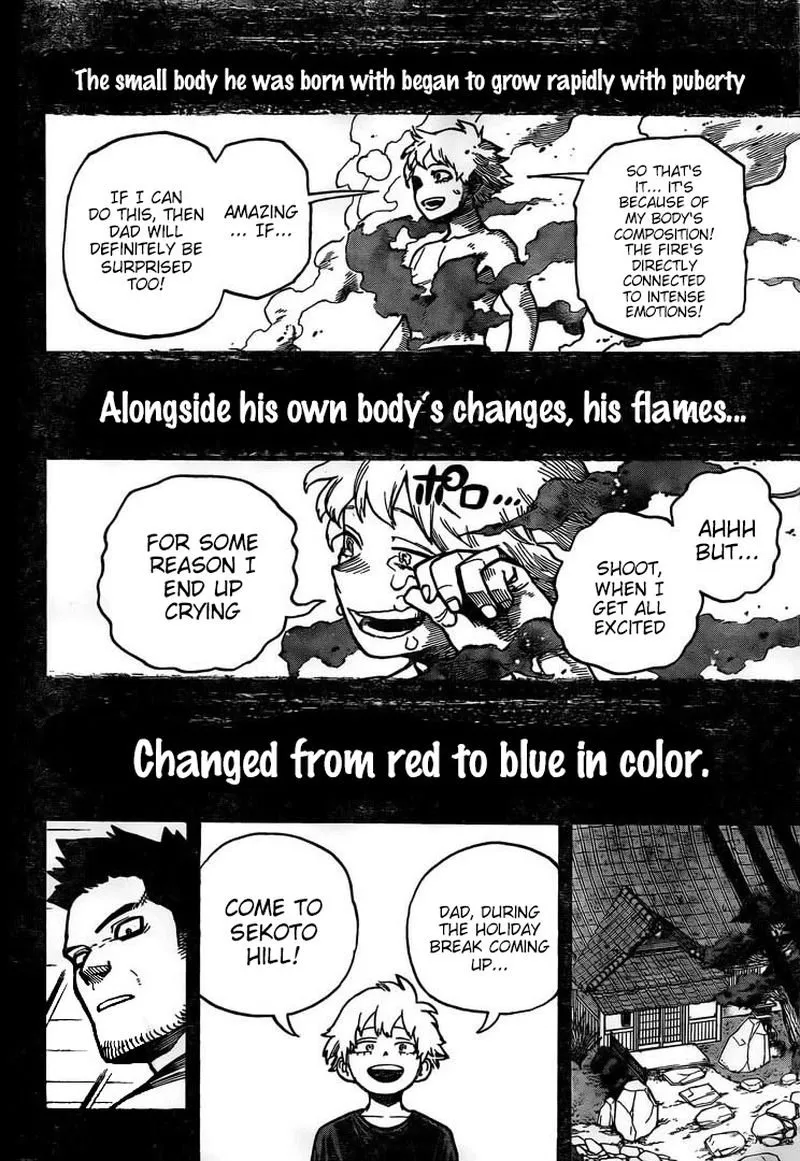 The small body he was born with began to grow rapidly with puberty
SO THAT'S
IT... IT'S
BECAUSE OF
MY BODY'S
COMPOSITION!
THE FIRE'S
DIRECTLY
CONNECTED
TO INTENSE
EMOTIONS!
AMAZING
... IF...
IF I CAN
DO THIS, THEN
DAD WILL
DEFINITELY BE
SURPRISED
TOO!
Alongside his own body's changes, his flames...
AHHH
BUT...
SHOOT,
WHEN I
GET ALL
EXCITED
ポロ...
FOR SOME
REASON I
END UP
CRYING
Changed from red to blue in color.
DAD, DURING
THE HOLIDAY
BREAK COMING
UP...
COME TO
SEKOTO
HILL!